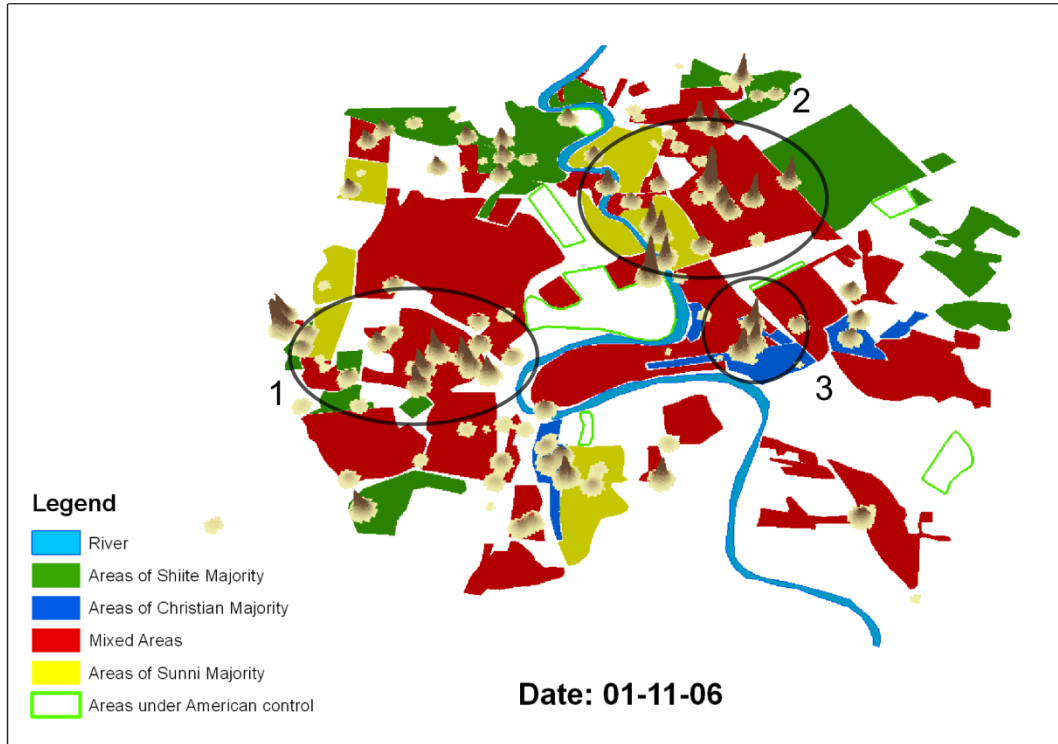 2
1
3
Legend
River
Areas of Shiite Majority
Areas of Christian Majority
Mixed Areas
Areas of Sunni Majority
Areas under American control
Date: 01-11-06